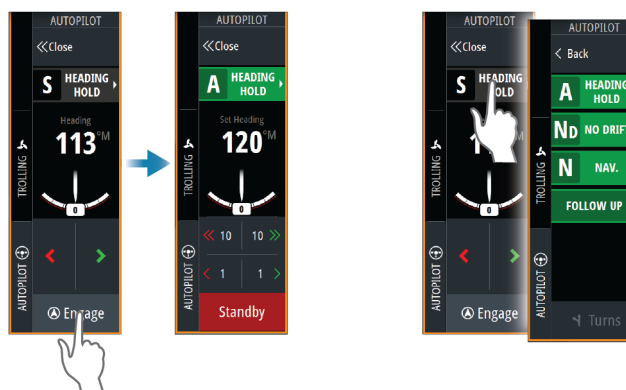 AUTOPILOT
Close
S HEADING
HOLD
Heading
113°M
0
TROLLING
AUTOPILOT
Engage
AUTOPILOT
Close
A HEADING
HOLD
Set Heading
120°M
0
10 10
1 1
TROLLING
AUTOPILOT
Standby
AUTOPILOT
Close
S HEADING
HOLD
0
TROLLING
AUTOPILOT
Engage
AUTOPILOT
< Back
A HEADING
HOLD
ND NO DRIFT
N NAV.
FOLLOW UP
TROLLING
AUTOPILOT
Turns